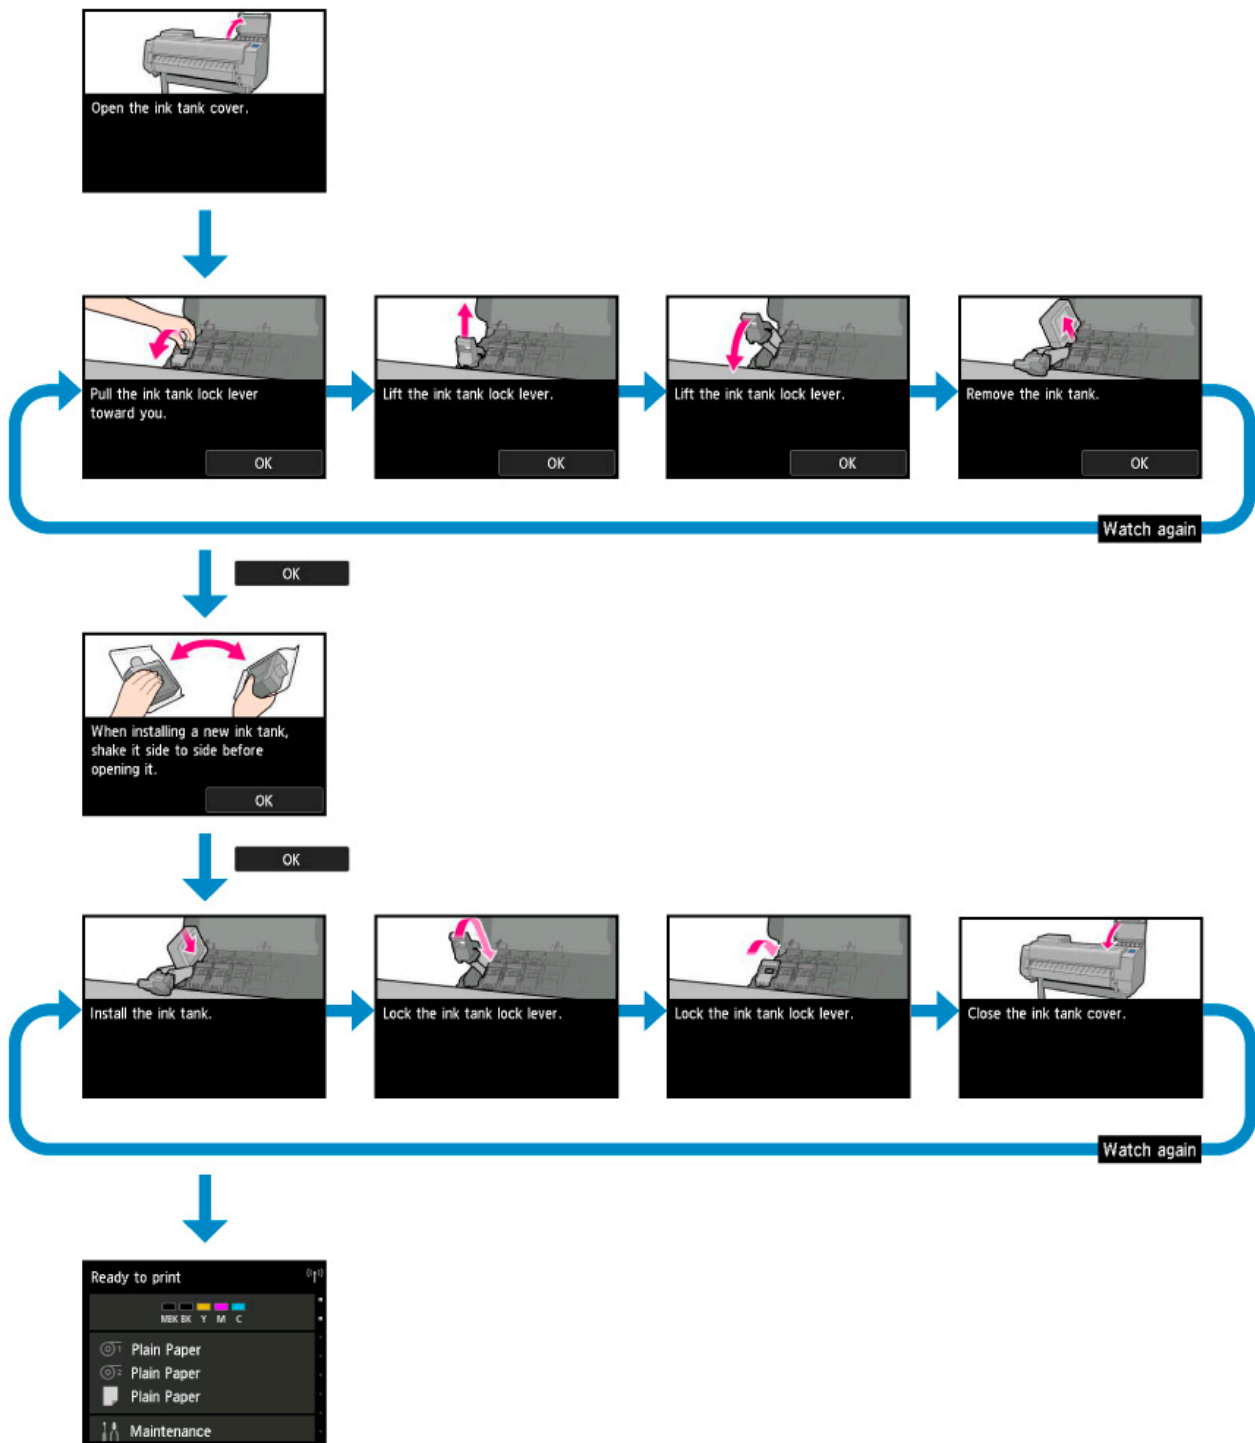 Open the ink tank cover.
Pull the ink tank lock lever
toward you.
OK
Lift the ink tank lock lever.
OK
Lift the ink tank lock lever.
OK
Remove the ink tank.
OK
Watch again
OK
When installing a new ink tank,
shake it side to side before
opening it.
OK
OK
Install the ink tank.
Lock the ink tank lock lever.
Lock the ink tank lock lever.
Close the ink tank cover.
Watch again
Ready to print
MBK BK Y M C
1 Plain Paper
2 Plain Paper
Plain Paper
Maintenance